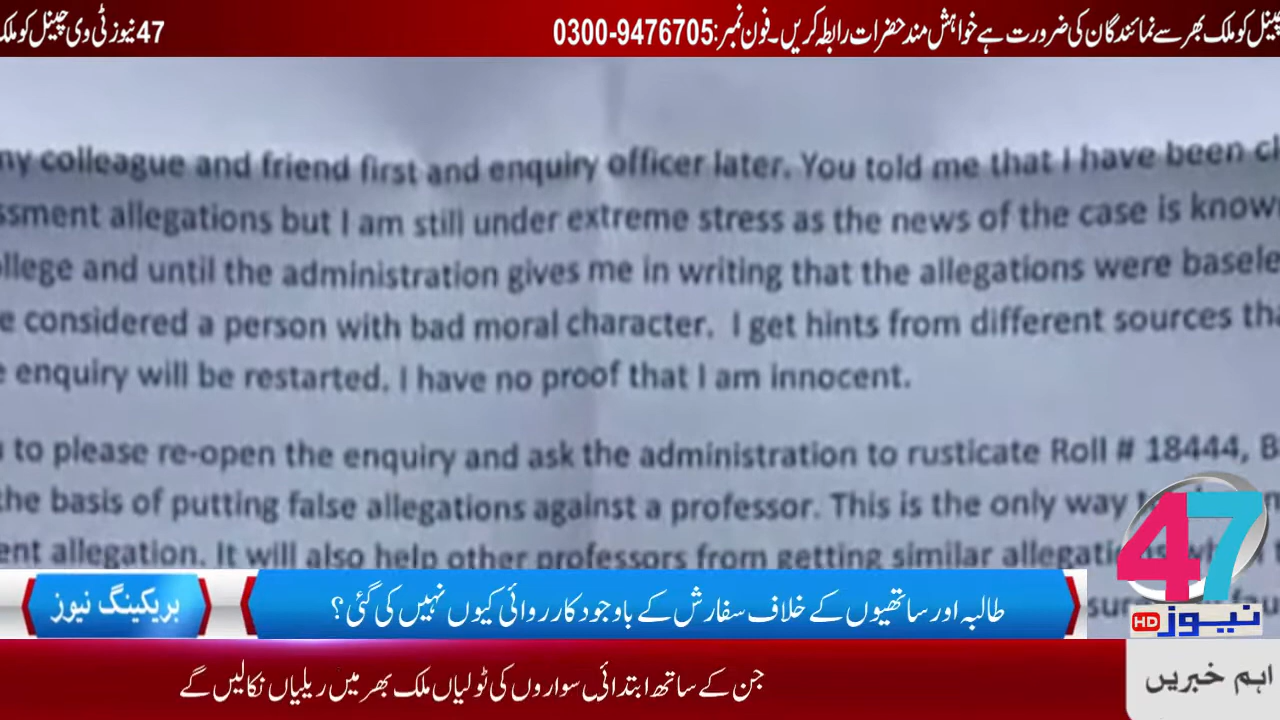 چینل کو ملک بھر سے نمائندگان کی ضرورت ہے خواہش مند حضرات رابطہ کریں۔ فون نمبر: 0300-9476705 47 نیوز ٹی وی چینل کو ملک
my colleague and friend first and enquiry officer later. You told me that I have been
ssment allegations but I am still under extreme stress as the news of the case is know
ollege and until the administration gives me in writing that the allegations were basele
e considered a person with bad moral character. I get hints from different sources tha
e enquiry will be restarted. I have no proof that I am innocent.
to please re-open the enquiry and ask the administration to rusticate Roll # 18444, B
the basis of putting false allegations against a professor. This is the only way
ent allegation. It will also help other professors from getting similar
47
نیوز HD
بریکینگ نیوز
طالبہ اور ساتھیوں کے خلاف سفارش کے باوجود کارروائی کیوں نہیں کی گئی؟
اہم خبریں
جن کے ساتھ ابتدائی سواروں کی ٹولیاں ملک بھر میں ریلیاں نکالیں گے